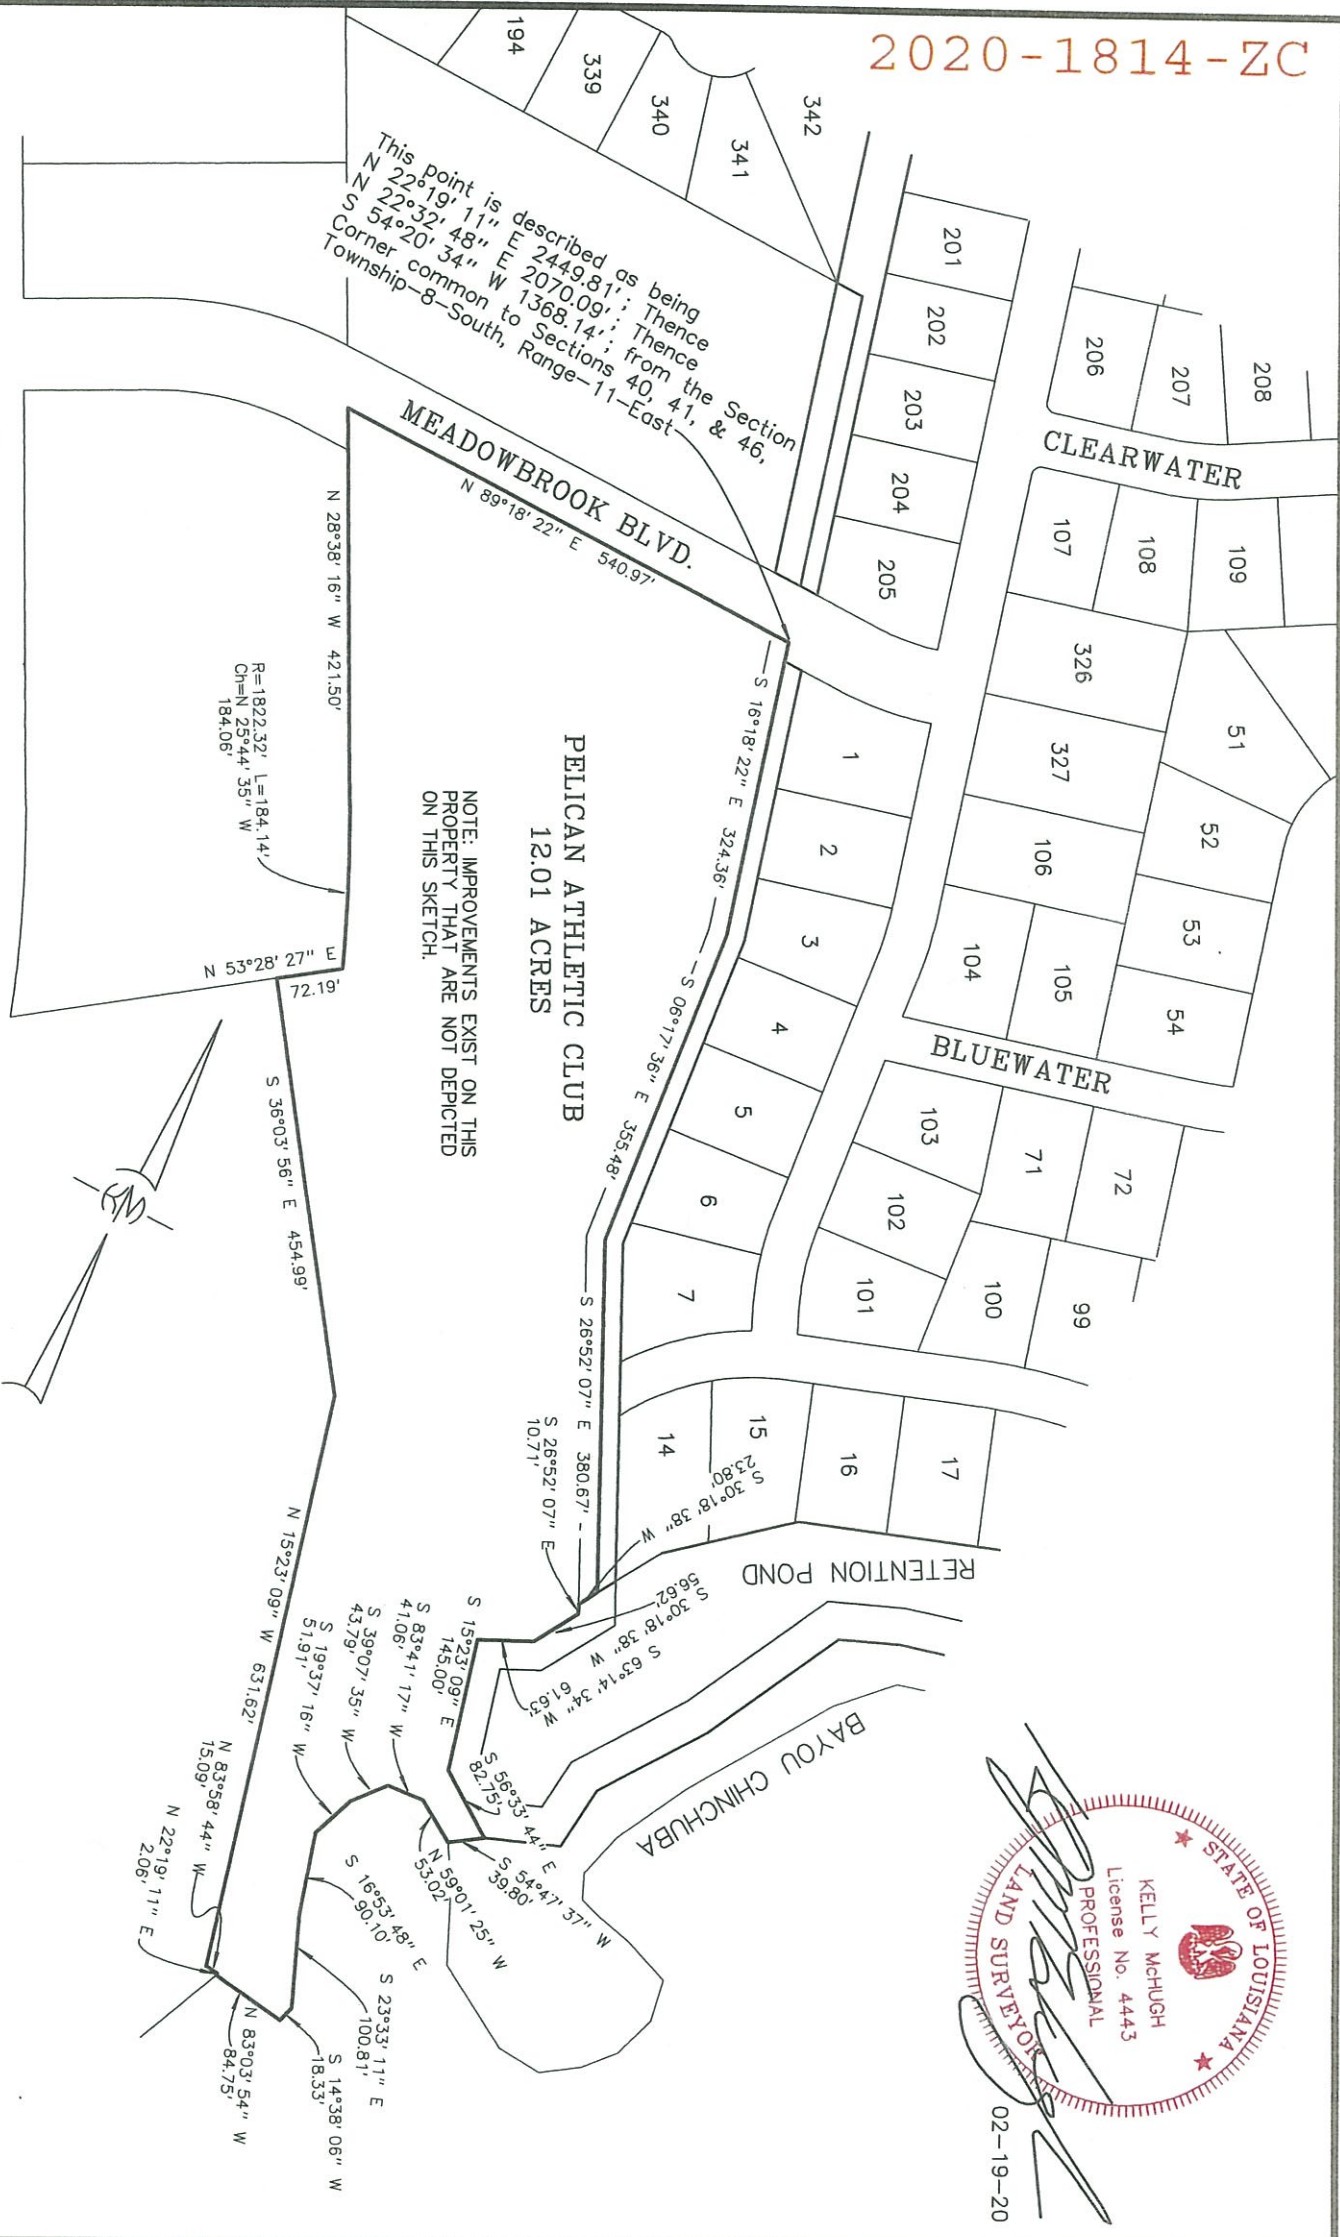 2020-1814-ZC
194
339
340
341
342
201
202
203
204
205
206
207
208
CLEARWATER
107
108
109
326
327
106
104
105
51
52
53
54
BLUEWATER
103
102
101
71
72
100
99
1
2
3
4
5
6
7
14
15
16
17
This point is described as being
N 22°19' 11" E 2449.81'; Thence
N 22°32' 48" E 2070.09'; Thence
S 54°20' 34" W 1368.14'; from the Section
Corner common to Sections 40, 41, & 46,
Township-8-South, Range-11-East
MEADOWBROOK BLVD.
N 89°18' 22" E 540.97'
N 28°38' 16" W 421.50'
R=1822.32' L=184.14'
Ch=N 25°44' 35" W
184.06'
N 53°28' 27" E
72.19'
S 36°03' 56" E 454.99'
N 15°23' 09" W 631.62'
PELICAN ATHLETIC CLUB
12.01 ACRES
NOTE: IMPROVEMENTS EXIST ON THIS
PROPERTY THAT ARE NOT DEPICTED
ON THIS SKETCH.
S 16°18' 22" E 324.36'
S 06°17' 36" E 355.48'
S 26°52' 07" E 380.67'
S 26°52' 07" E
10.71'
S 30°18' 38" W
23.80'
S 30°18' 38" W
56.62'
S 63°14' 34" W
61.63'
S 15°23' 09" E
145.00'
S 56°33' 44" E
82.75'
S 54°47' 37" W
39.80'
N 59°01' 25" W
53.02'
S 83°41' 17" W
41.06'
S 39°07' 35" W
43.79'
S 19°37' 16" W
51.91'
S 16°53' 48" E
90.10'
S 23°33' 11" E
100.81'
S 14°38' 06" W
18.33'
N 83°03' 54" W
84.75'
N 22°19' 11" E
2.06'
N 83°58' 44" W
15.09'
RETENTION POND
BAYOU CHINCHUBA
STATE OF LOUISIANA
KELLY McHUGH
License No. 4443
PROFESSIONAL
LAND SURVEYOR
02-19-20